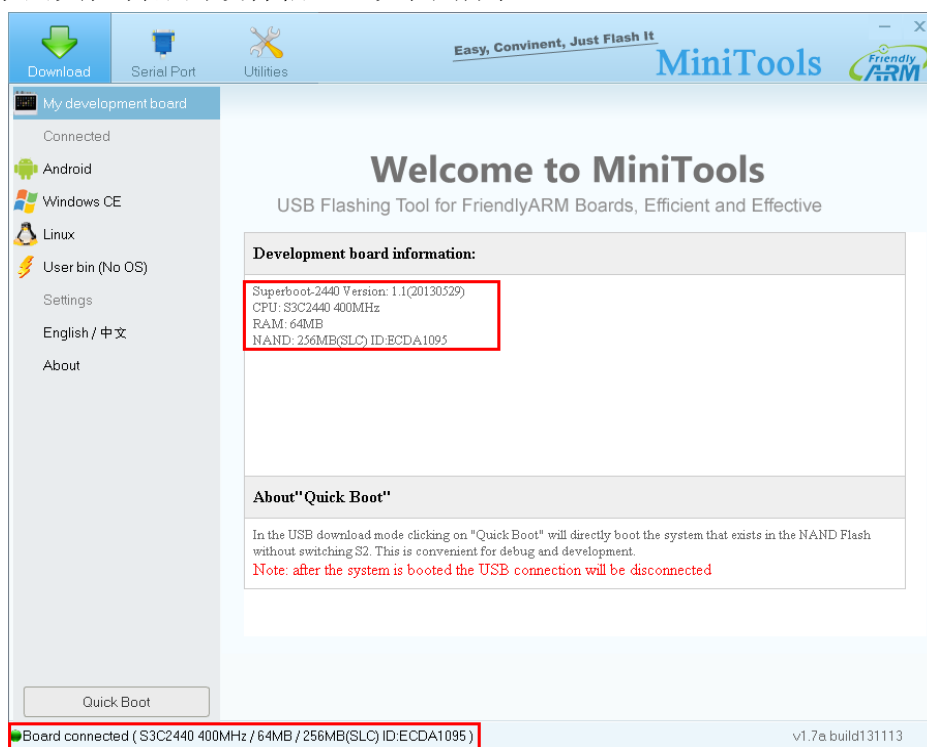 Easy, Convinent, Just Flash It
MiniTools
Friendly
ARM
Download
Serial Port
Utilities
My development board
Connected
Android
Windows CE
Linux
User bin (No OS)
Settings
English / 中文
About
Quick Boot
Welcome to MiniTools
USB Flashing Tool for FriendlyARM Boards, Efficient and Effective
Development board information:
Superboot-2440 Version: 1.1(20130529)
CPU: S3C2440 400MHz
RAM: 64MB
NAND: 256MB(SLC) ID:ECDA1095
About"Quick Boot"
In the USB download mode clicking on "Quick Boot" will directly boot the system that exists in the NAND Flash
without switching S2. This is convenient for debug and development.
Note: after the system is booted the USB connection will be disconnected
Board connected ( S3C2440 400MHz / 64MB / 256MB(SLC) ID:ECDA1095 )
v1.7a build131113